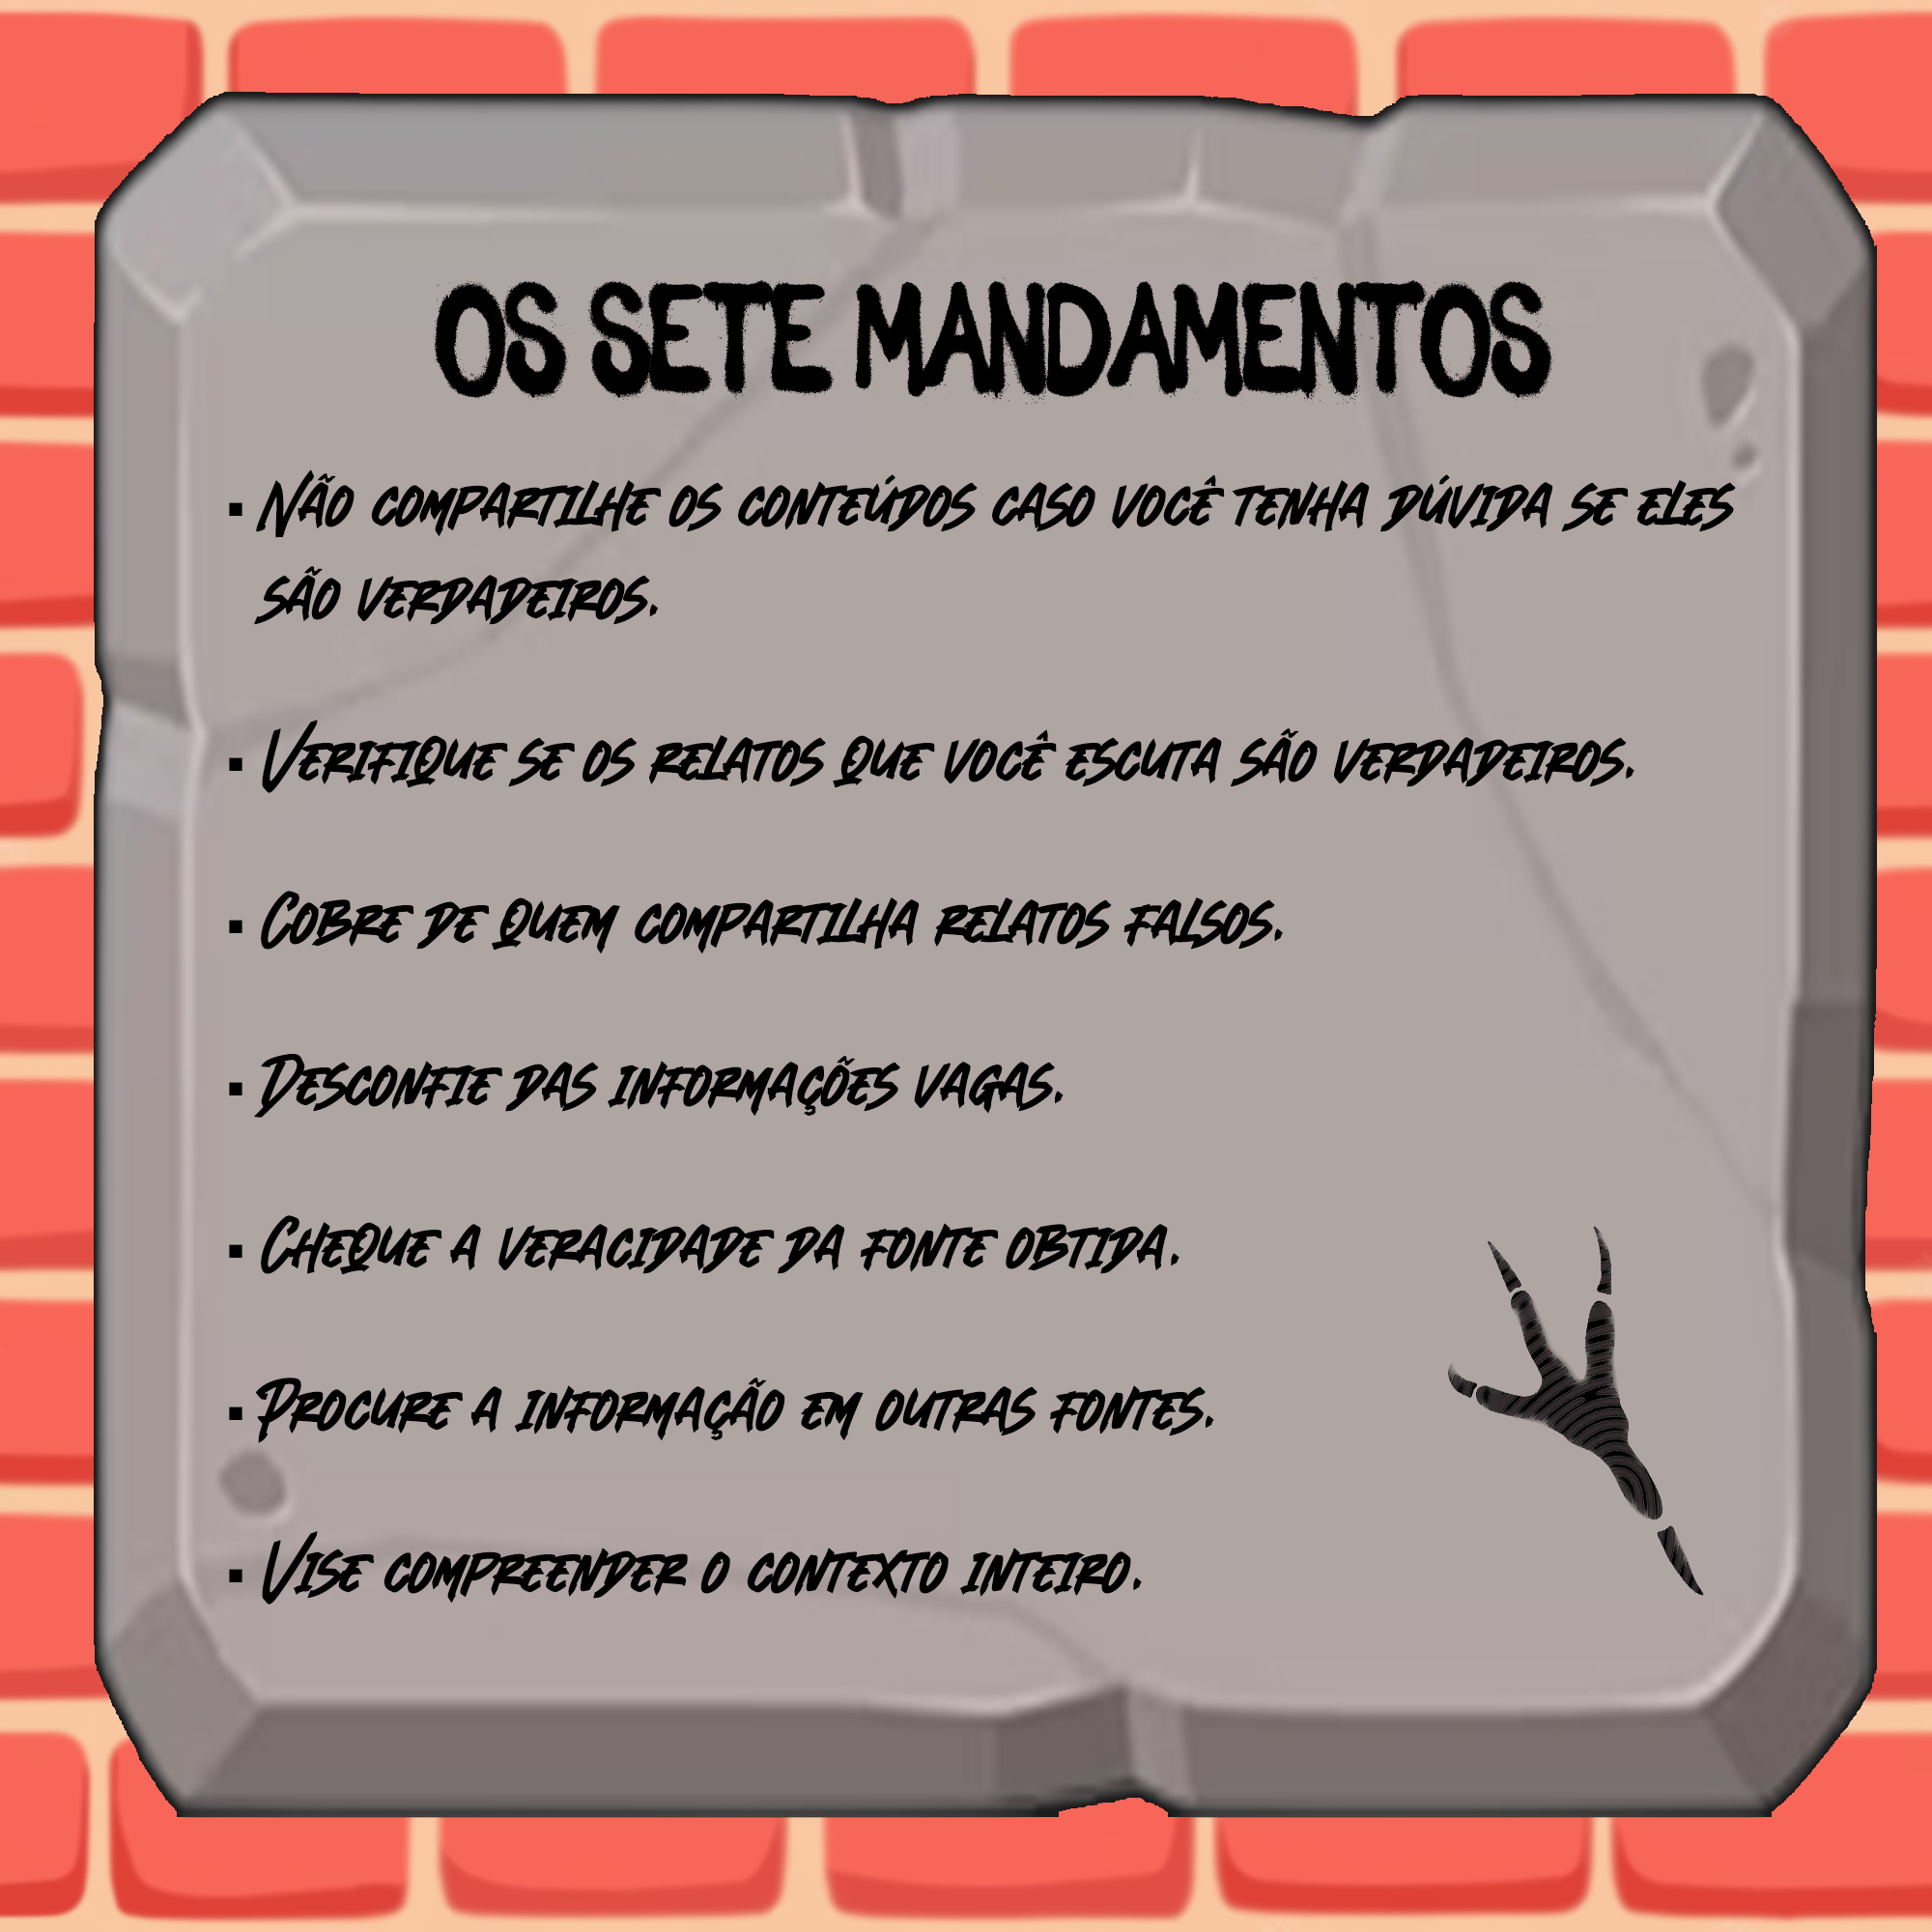 OS SETE MANDAMENTOS
▪ Não compartilhe os conteúdos caso você tenha dúvida se eles
são verdadeiros.
▪ Verifique se os relatos que você escuta são verdadeiros.
▪ Cobre de quem compartilha relatos falsos.
▪ Desconfie das informações vagas.
▪ Cheque a veracidade da fonte obtida.
▪ Procure a informação em outras fontes.
▪ Vise compreender o contexto inteiro.